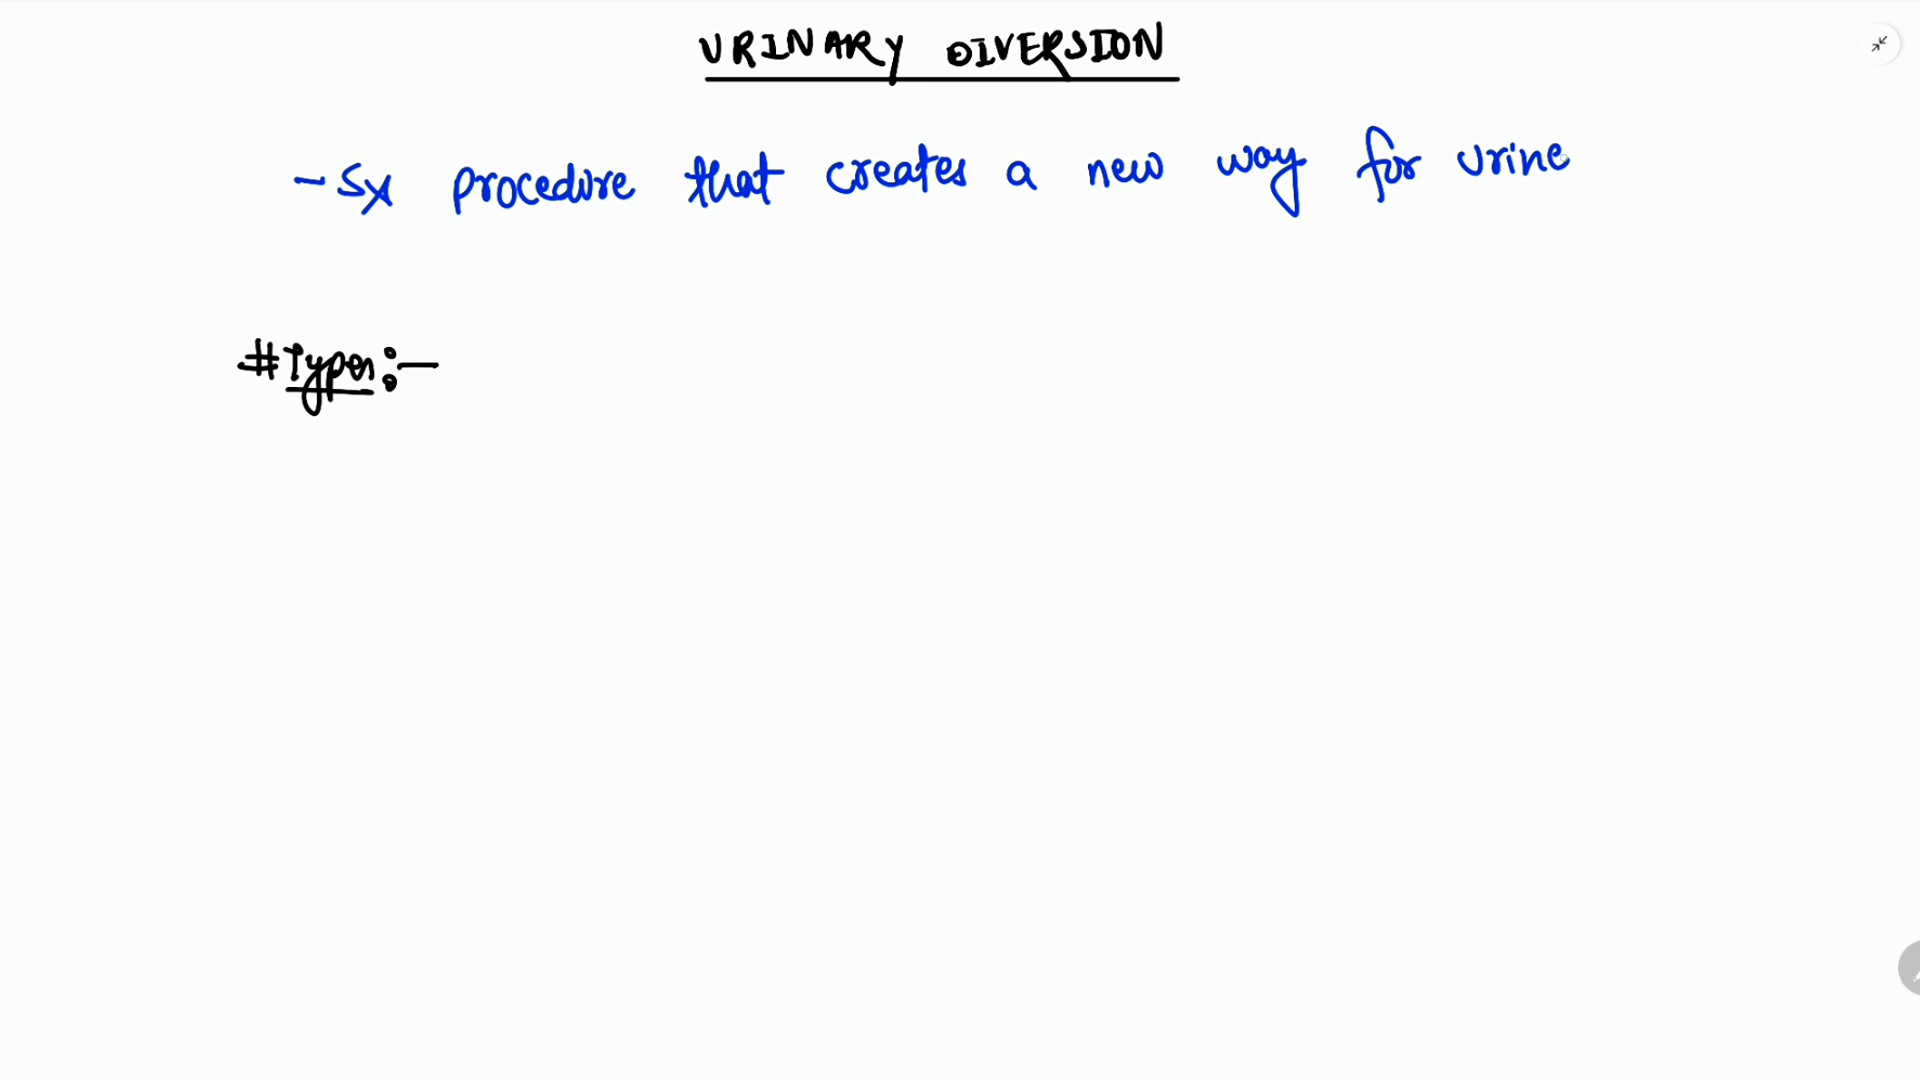 URINARY DIVERSION
- Sx procedure that creates a new way for urine
# Types :-